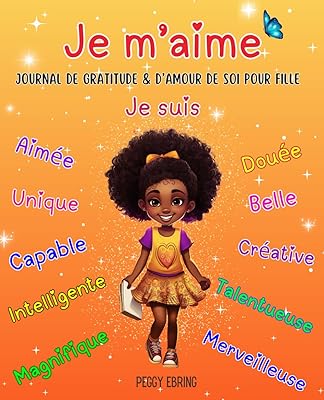 Je m'aime
JOURNAL DE GRATITUDE & D'AMOUR DE SOI POUR FILLE
Je suis
Aimée
Douée
Unique
Belle
Capable
Créative
Intelligente
Talentueuse
Magnifique
Merveilleuse
PEGGY EBRING